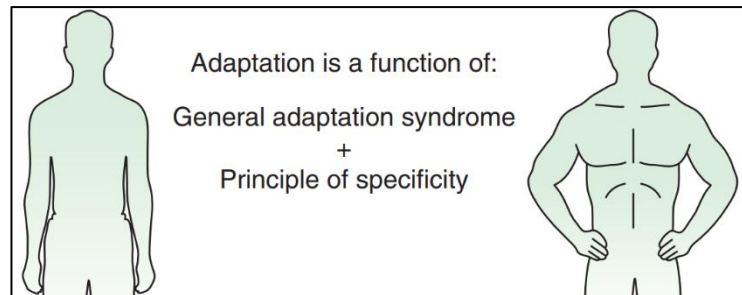 Adaptation is a function of:
General adaptation syndrome
+
Principle of specificity